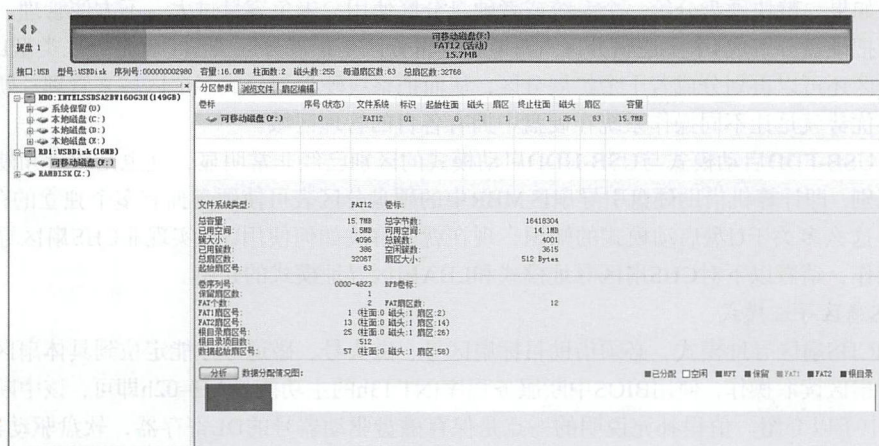 硬盘 1
可移动磁盘(F:)
FAT12 (活动)
15.7MB
接口:USB 型号:USBDisk 序列号:000000002980 容量:16.0MB 柱面数:2 磁头数:255 每道扇区数:63 总扇区数:32768
HD0:INTELSSDSA2BW160G3H(149GB)
系统保留(0)
本地磁盘(C:)
本地磁盘(D:)
本地磁盘(E:)
RD1:USBDisk(16MB)
可移动磁盘(F:)
RAMDISK(Z:)
分区参数 浏览文件 扇区编辑
卷标 序号(状态) 文件系统 标识 起始柱面 磁头 扇区 终止柱面 磁头 扇区 容量
可移动磁盘(F:) 0 FAT12 01 0 1 1 1 254 63 15.7MB
文件系统类型: FAT12 卷标:
总容量: 15.7MB 总字节数: 16418304
已用空间: 1.5MB 可用空间: 14.1MB
簇大小: 4096 总簇数: 4001
已用簇数: 386 空闲簇数: 3615
总扇区数: 32067 扇区大小: 512 Bytes
起始扇区号: 63
卷序列号: 0000-4823 BPB卷标:
保留扇区数: 1
FAT个数: 2 FAT扇区数: 12
FAT1扇区号: 1 (柱面:0 磁头:1 扇区:2)
FAT2扇区号: 13 (柱面:0 磁头:1 扇区:14)
根目录扇区号: 25 (柱面:0 磁头:1 扇区:26)
根目录项目数: 512
数据起始扇区号: 57 (柱面:0 磁头:1 扇区:58)
分析 数据分配情况图: 已分配 空闲 MFT 保留 FAT1 FAT2 根目录